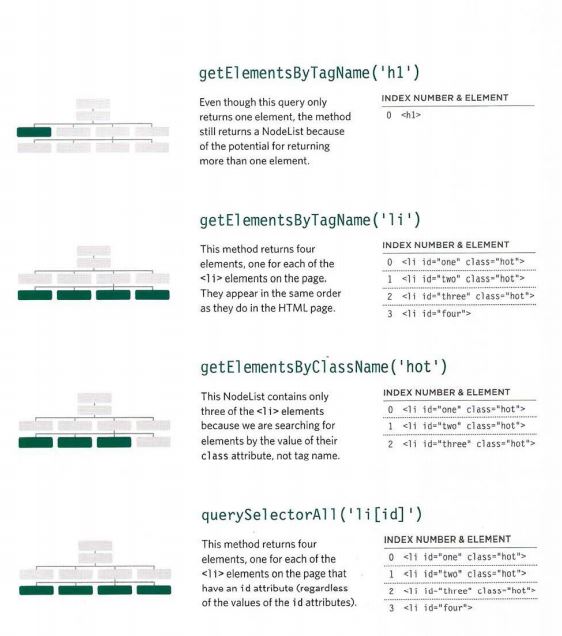 getElementsByTagName('h1')
Even though this query only
returns one element, the method
still returns a NodeList because
of the potential for returning
more than one element.
INDEX NUMBER & ELEMENT
0 <h1>
getElementsByTagName('li')
This method returns four
elements, one for each of the
<li> elements on the page.
They appear in the same order
as they do in the HTML page.
INDEX NUMBER & ELEMENT
0 <li id="one" class="hot">
1 <li id="two" class="hot">
2 <li id="three" class="hot">
3 <li id="four">
getElementsByClassName('hot')
This NodeList contains only
three of the <li> elements
because we are searching for
elements by the value of their
class attribute, not tag name.
INDEX NUMBER & ELEMENT
0 <li id="one" class="hot">
1 <li id="two" class="hot">
2 <li id="three" class="hot">
querySelectorAll('li[id]')
This method returns four
elements, one for each of the
<li> elements on the page that
have an id attribute (regardless
of the values of the id attributes).
INDEX NUMBER & ELEMENT
0 <li id="one" class="hot">
1 <li id="two" class="hot">
2 <li id="three" class="hot">
3 <li id="four">